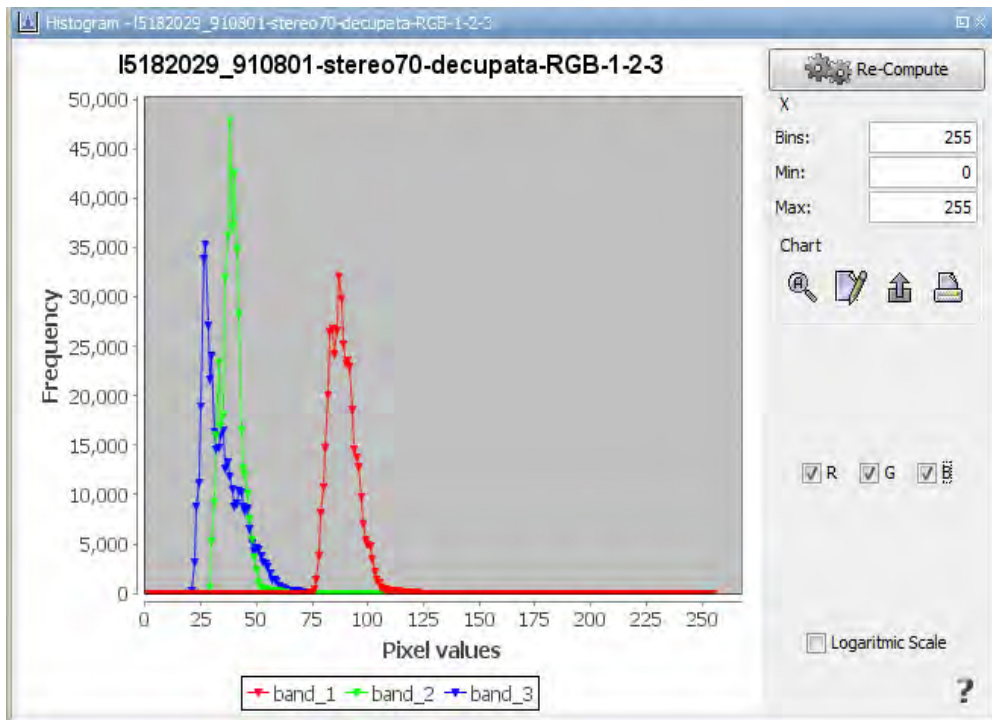 Histogram - l5182029_910801-stereo70-decupata-RGB-1-2-3
l5182029_910801-stereo70-decupata-RGB-1-2-3
Re-Compute
X
Bins: 255
Min: 0
Max: 255
Chart
50,000
45,000
40,000
35,000
30,000
25,000
20,000
15,000
10,000
5,000
0
Frequency
0 25 50 75 100 125 150 175 200 225 250
Pixel values
band_1 band_2 band_3
R G B
Logaritmic Scale
?